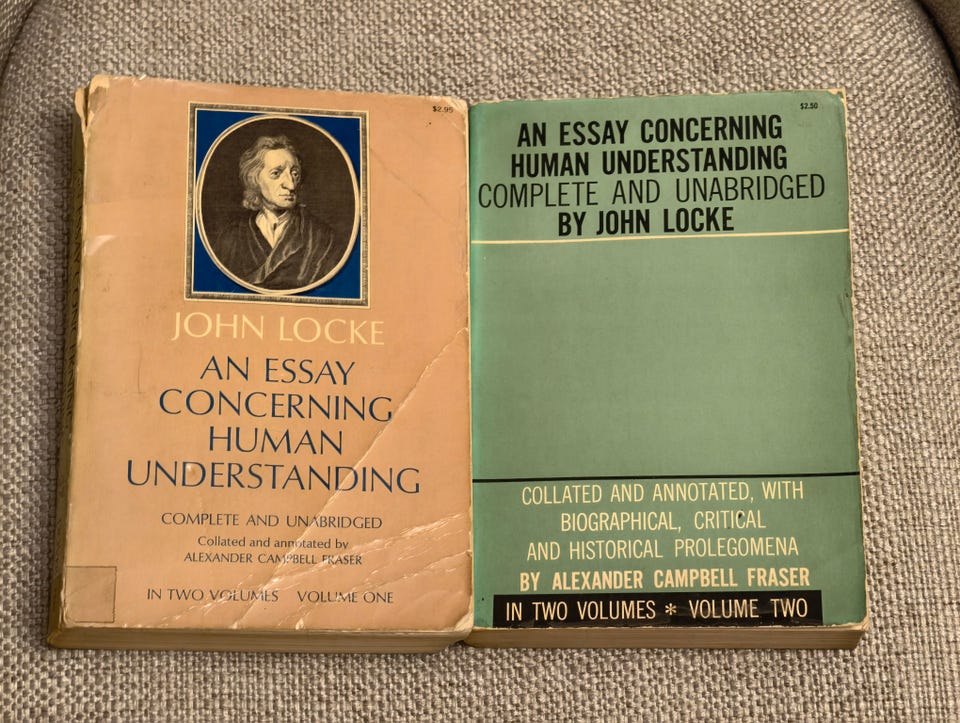 $2.95
JOHN LOCKE
AN ESSAY
CONCERNING
HUMAN
UNDERSTANDING
COMPLETE AND UNABRIDGED
Collated and annotated by
ALEXANDER CAMPBELL FRASER
IN TWO VOLUMES VOLUME ONE
$2.50
AN ESSAY CONCERNING
HUMAN UNDERSTANDING
COMPLETE AND UNABRIDGED
BY JOHN LOCKE
COLLATED AND ANNOTATED, WITH
BIOGRAPHICAL, CRITICAL
AND HISTORICAL PROLEGOMENA
BY ALEXANDER CAMPBELL FRASER
IN TWO VOLUMES * VOLUME TWO